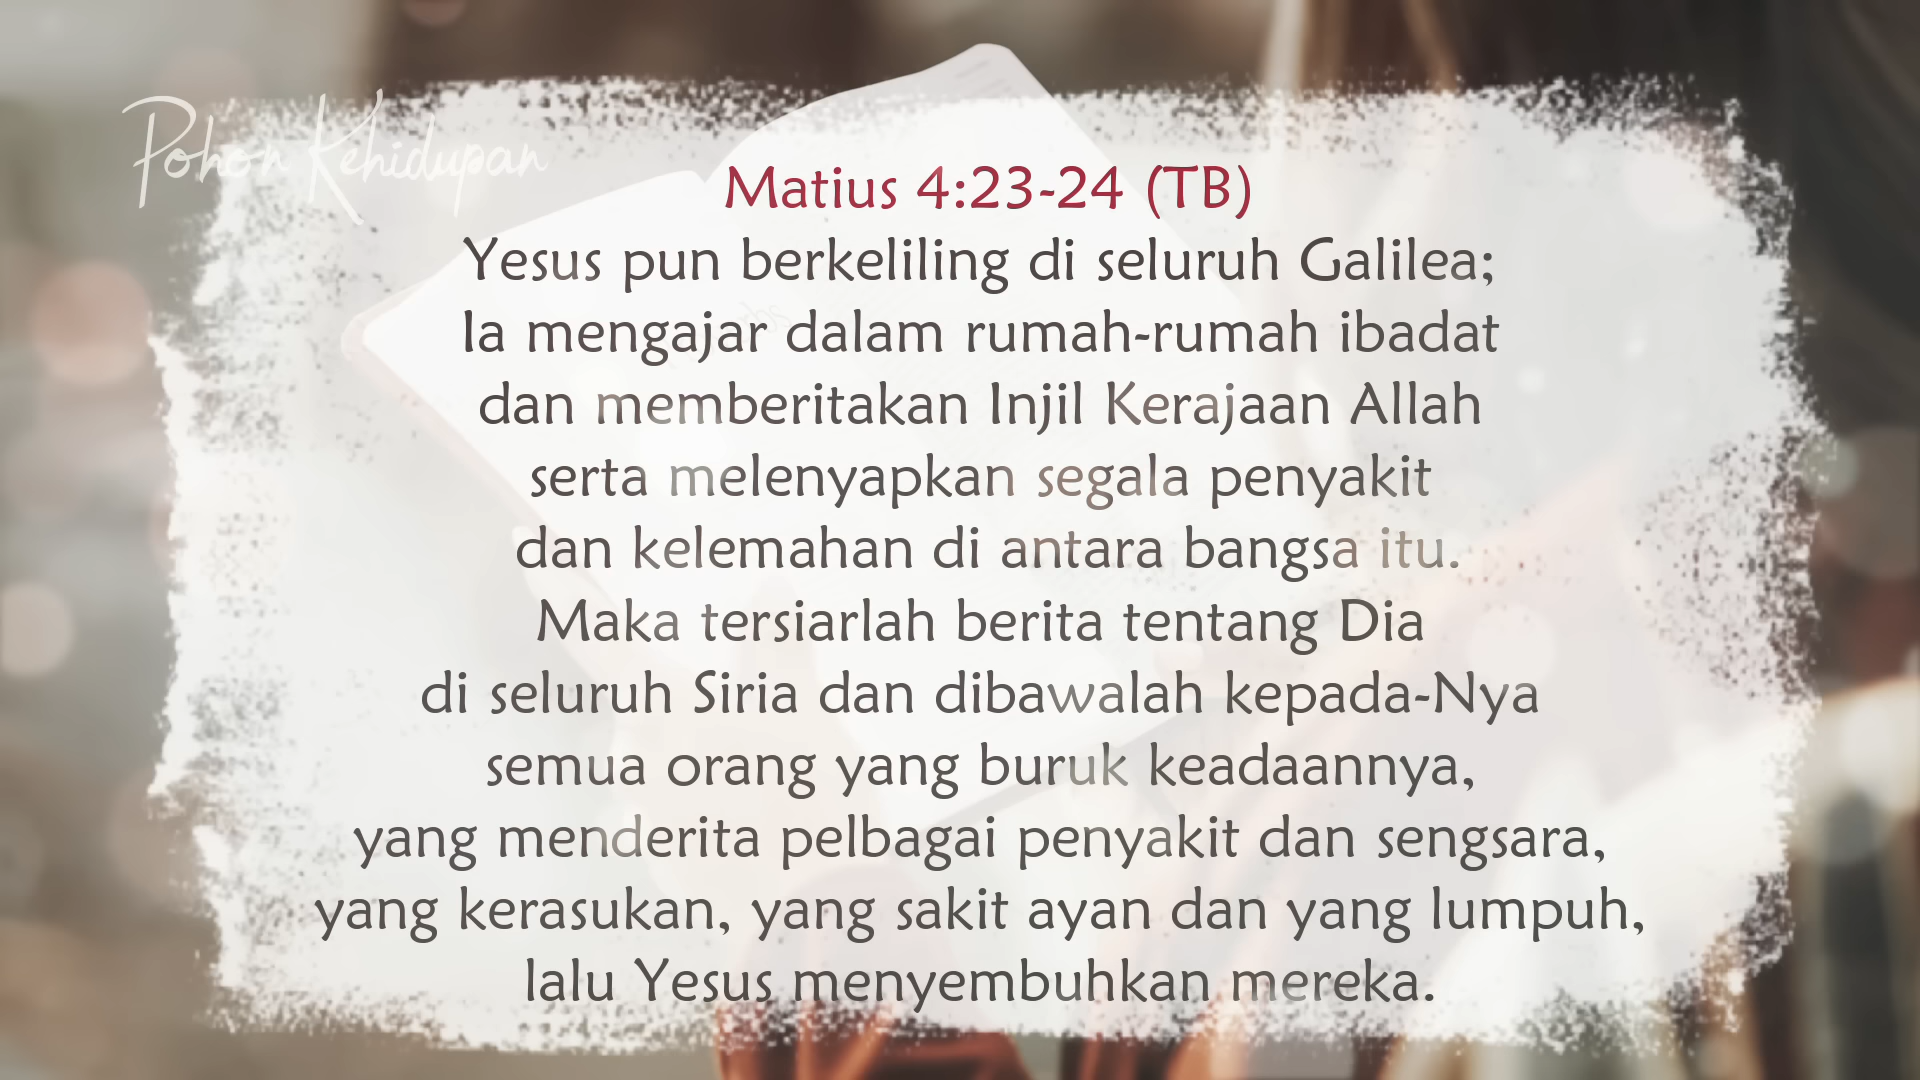 Pohon Kehidupan
Matius 4:23-24 (TB)
Yesus pun berkeliling di seluruh Galilea;
Ia mengajar dalam rumah-rumah ibadat
dan memberitakan Injil Kerajaan Allah
serta melenyapkan segala penyakit
dan kelemahan di antara bangsa itu.
Maka tersiarlah berita tentang Dia
di seluruh Siria dan dibawalah kepada-Nya
semua orang yang buruk keadaannya,
yang menderita pelbagai penyakit dan sengsara,
yang kerasukan, yang sakit ayan dan yang lumpuh,
lalu Yesus menyembuhkan mereka.